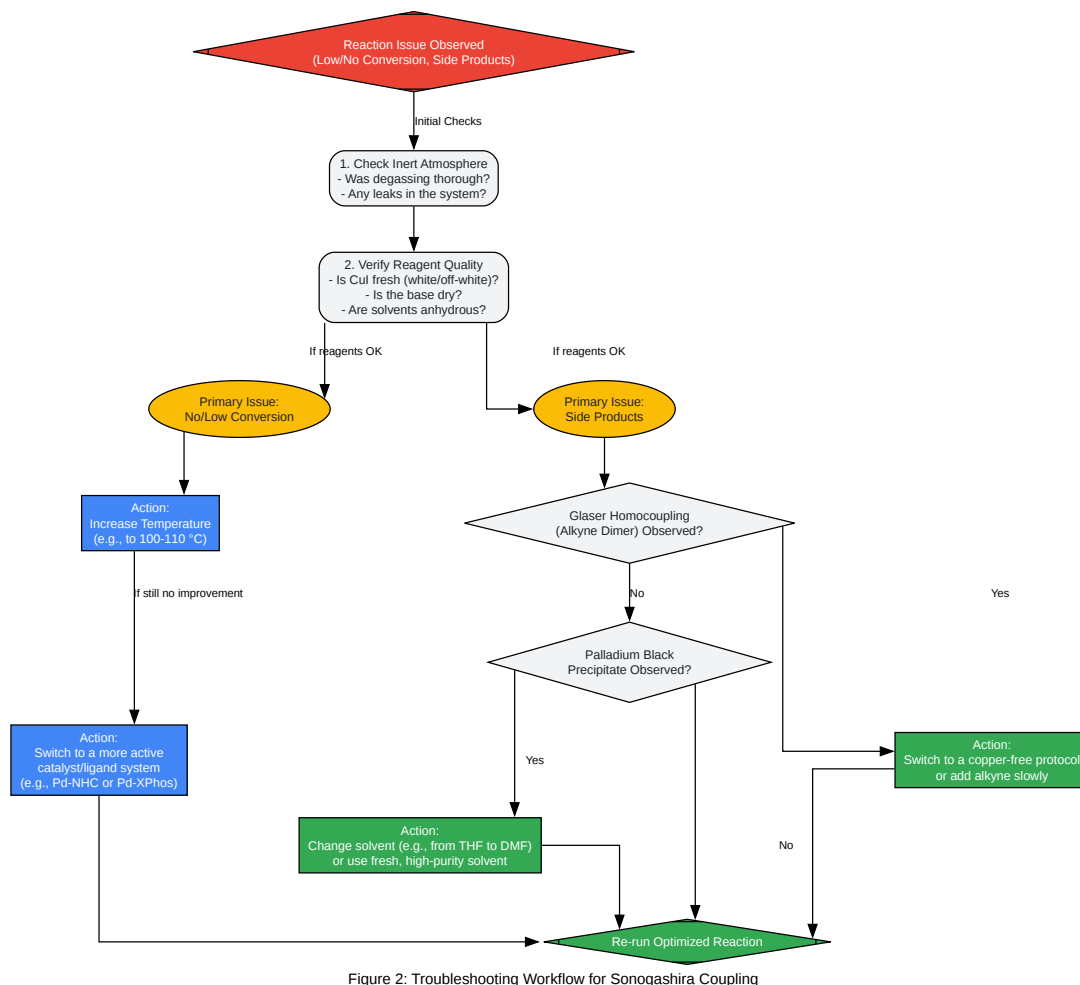 Reaction Issue Observed
(Low/No Conversion, Side Products)
Initial Checks
1. Check Inert Atmosphere
- Was degassing thorough?
- Any leaks in the system?
2. Verify Reagent Quality
- Is CuI fresh (white/off-white)?
- Is the base dry?
- Are solvents anhydrous?
If reagents OK
If reagents OK
Primary Issue:
No/Low Conversion
Primary Issue:
Side Products
Action:
Increase Temperature
(e.g., to 100-110 °C)
Glaser Homocoupling
(Alkyne Dimer) Observed?
If still no improvement
No
Yes
Palladium Black
Precipitate Observed?
Action:
Switch to a more active
catalyst/ligand system
(e.g., Pd-NHC or Pd-XPhos)
Yes
Action:
Switch to a copper-free protocol
or add alkyne slowly
Action:
Change solvent (e.g., from THF to DMF)
or use fresh, high-purity solvent
No
Re-run Optimized Reaction
Figure 2: Troubleshooting Workflow for Sonogashira Coupling